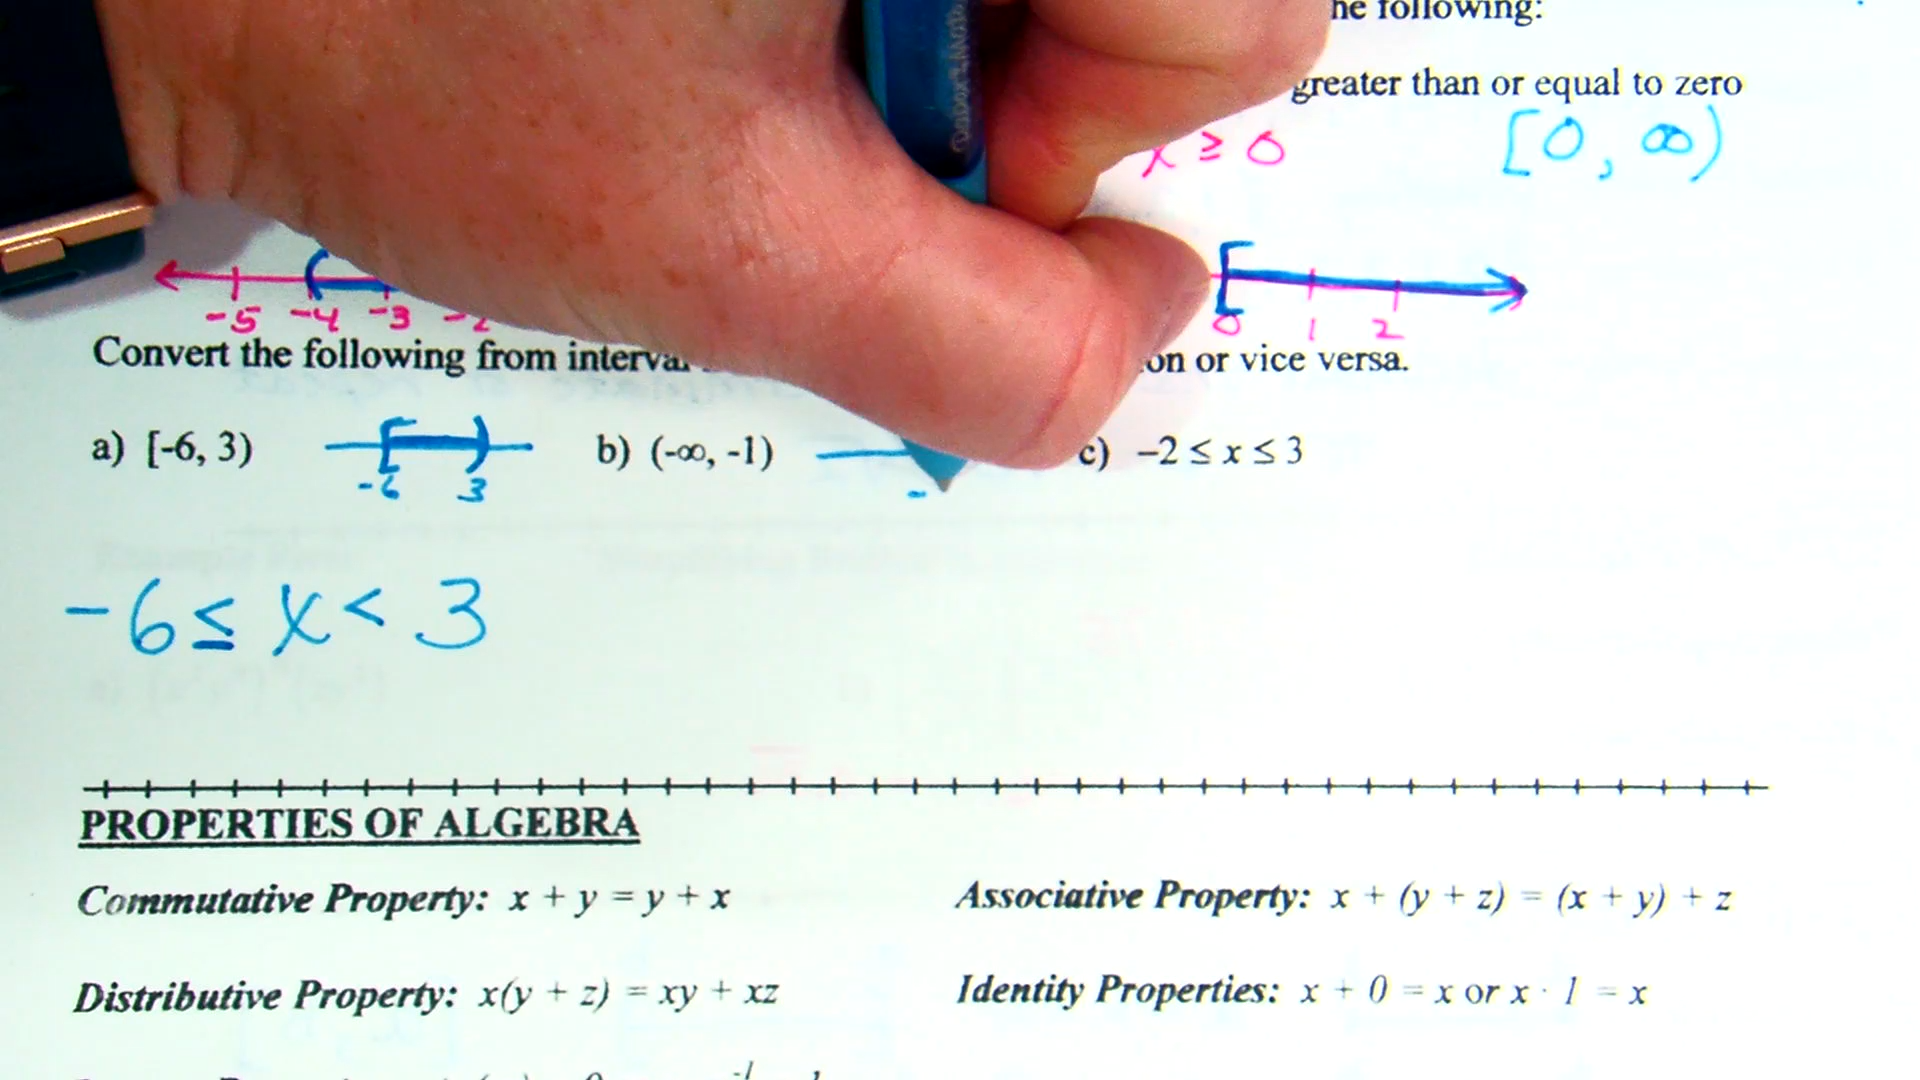 he following:
greater than or equal to zero
x ≥ 0 [0, ∞)
-5 -4 -3 -2 0 1 2
Convert the following from on or vice versa.
a) [-6, 3) b) (-∞, -1) c) -2 ≤ x ≤ 3
-6 3 -
-6 ≤ x < 3
PROPERTIES OF ALGEBRA
Commutative Property: x + y = y + x Associative Property: x + (y + z) = (x + y) + z
Distributive Property: x(y + z) = xy + xz Identity Properties: x + 0 = x or x · 1 = x